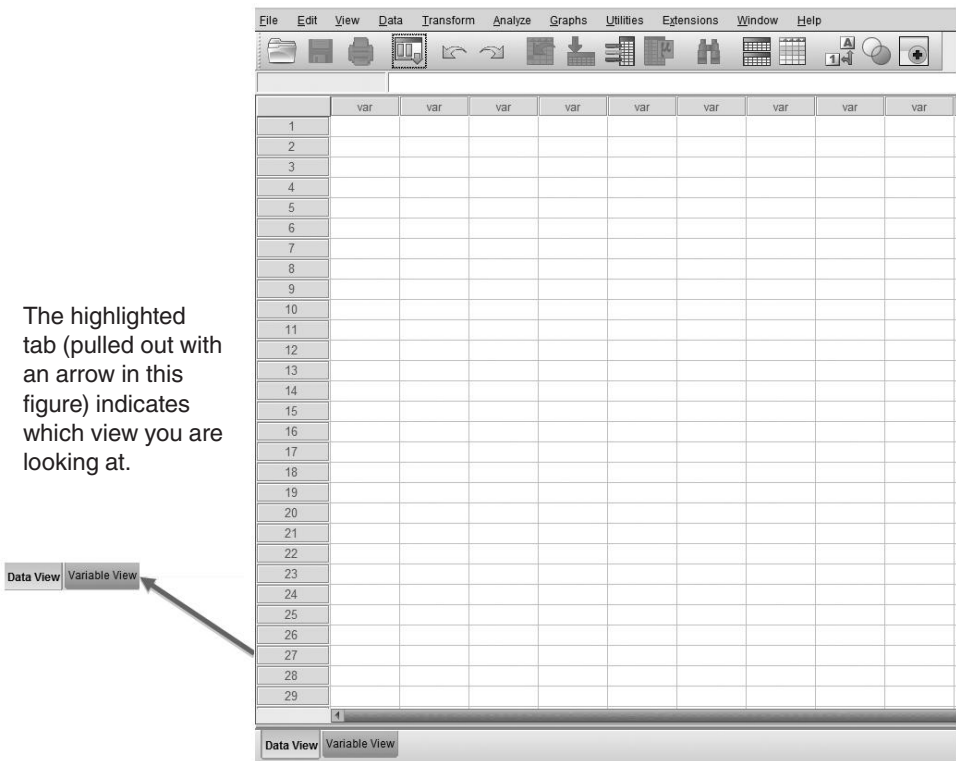 File Edit View Data Transform Analyze Graphs Utilities Extensions Window Help
A
1
μ
var var var var var var var var var
1
2
3
4
5
6
7
8
9
10
11
12
13
14
15
16
17
18
19
20
21
22
23
24
25
26
27
28
29
The highlighted
tab (pulled out with
an arrow in this
figure) indicates
which view you are
looking at.
Data View Variable View
Data View Variable View